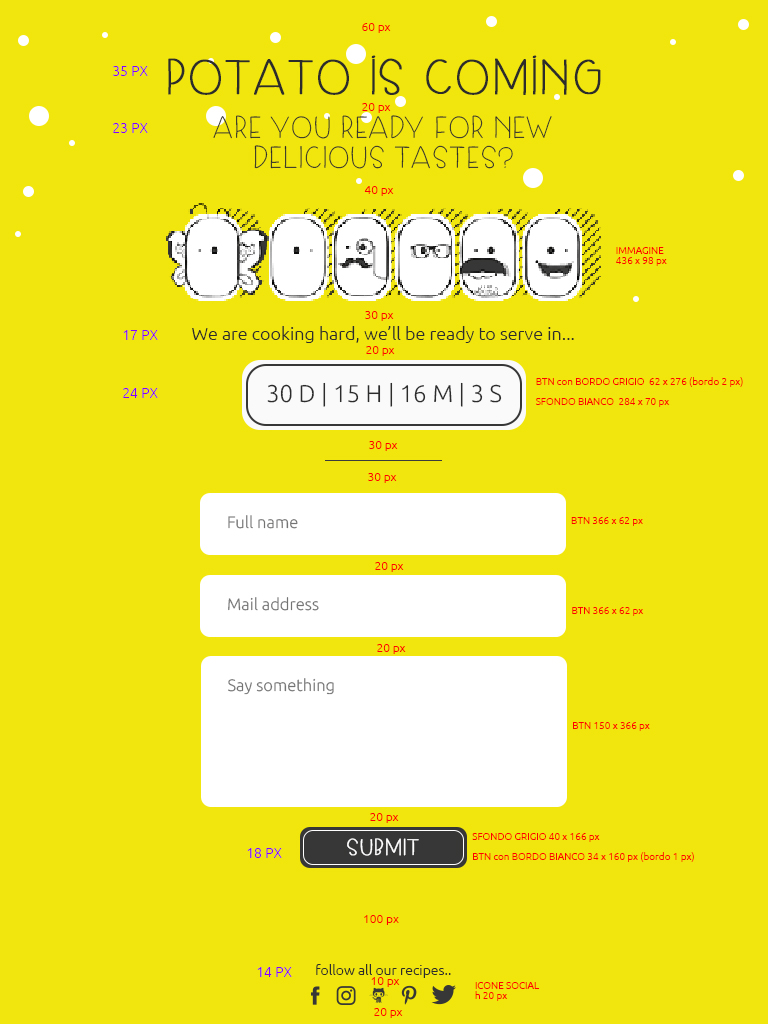 60 px
35 PX
POTATO IS COMING
20 px
23 PX
ARE YOU READY FOR NEW
DELICIOUS TASTES?
40 px
IMMAGINE
436 x 98 px
30 px
17 PX
We are cooking hard, we'll be ready to serve in...
20 px
24 PX
30 D | 15 H | 16 M | 3 S
BTN con BORDO GRIGIO 62 x 276 (bordo 2 px)
SFONDO BIANCO 284 x 70 px
30 px
30 px
Full name
BTN 366 x 62 px
20 px
Mail address
BTN 366 x 62 px
20 px
Say something
BTN 150 x 366 px
20 px
SUBMIT
18 PX
SFONDO GRIGIO 40 x 166 px
BTN con BORDO BIANCO 34 x 160 px (bordo 1 px)
100 px
14 PX
follow all our recipes..
10 px
ICONE SOCIAL
h 20 px
20 px